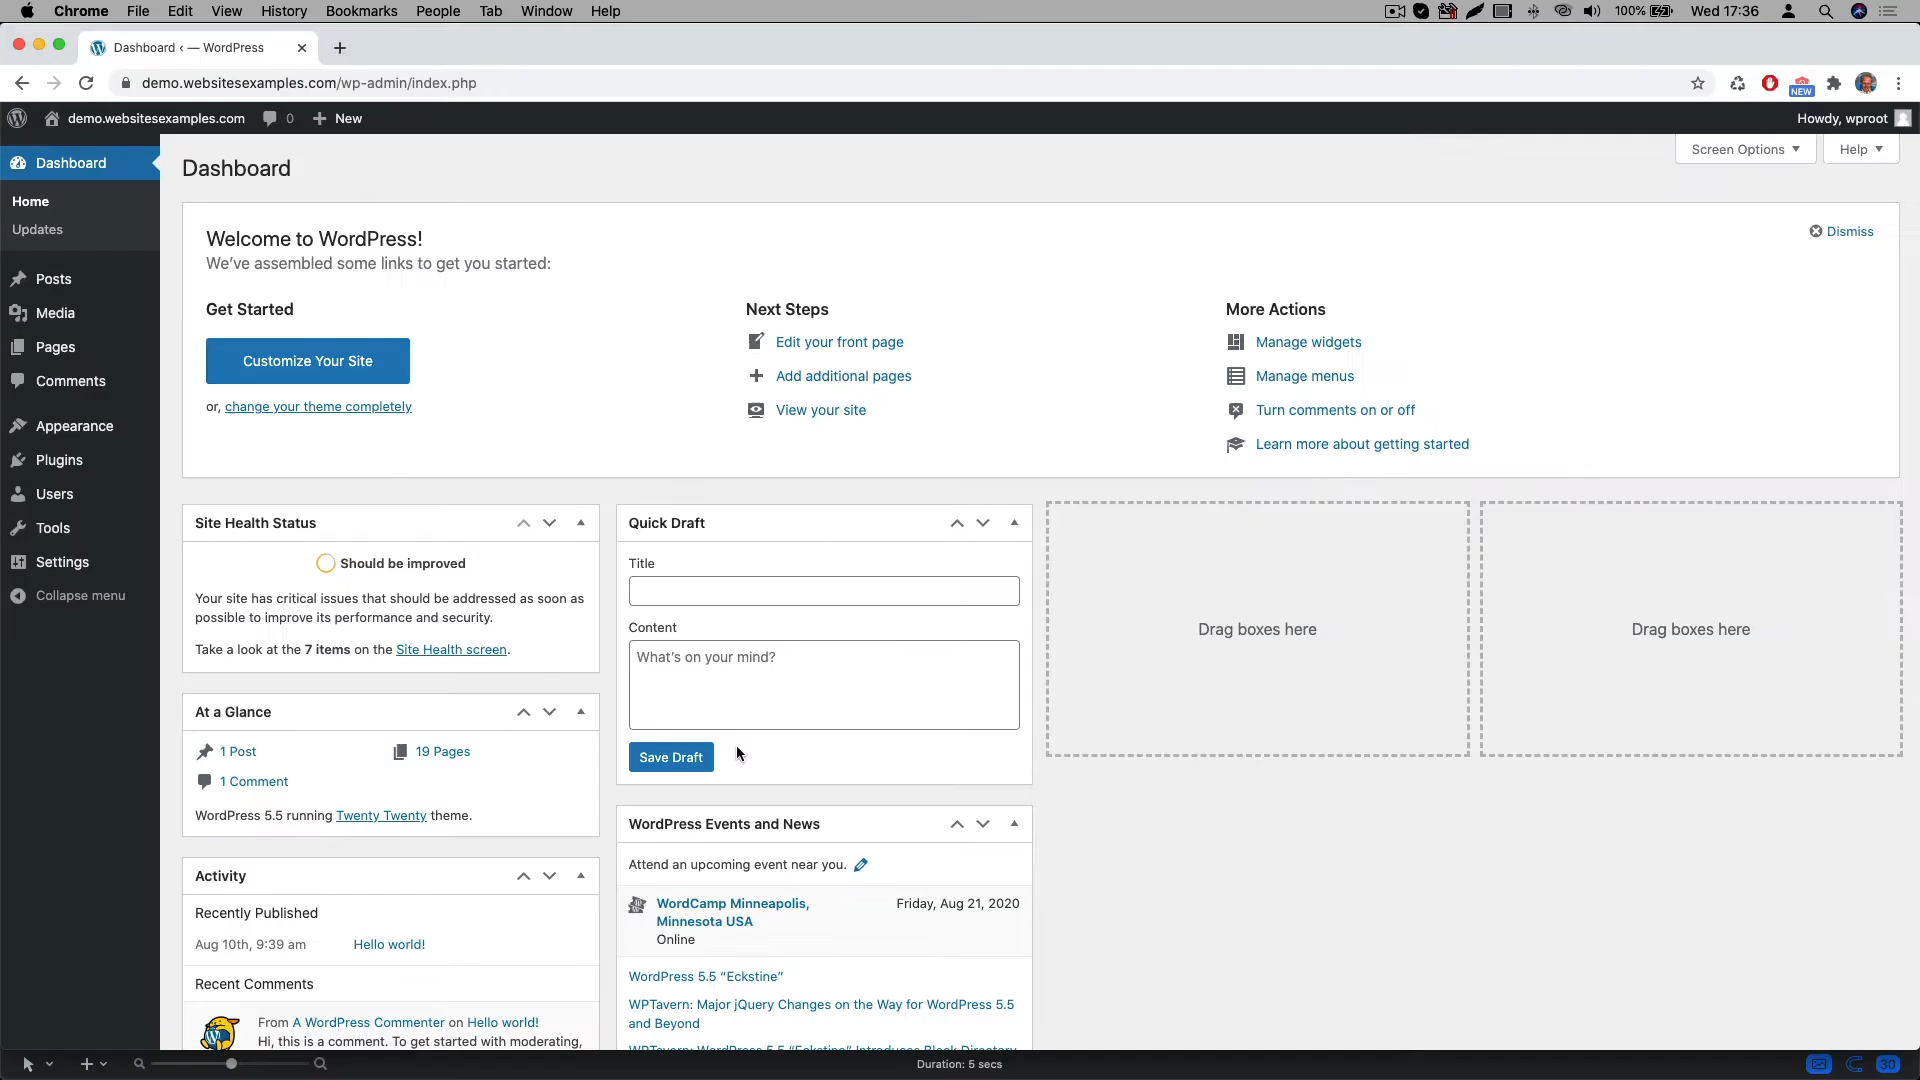 Chrome File Edit View History Bookmarks People Tab Window Help 100% Wed 17:36
Dashboard ‹ — WordPress
demo.websitesexamples.com/wp-admin/index.php
NEW
demo.websitesexamples.com 0 New Howdy, wproot
Dashboard
Home
Updates
Posts
Media
Pages
Comments
Appearance
Plugins
Users
Tools
Settings
Collapse menu
Screen Options Help
Dashboard
Welcome to WordPress!
We've assembled some links to get you started:
Dismiss
Get Started
Customize Your Site
or, change your theme completely
Next Steps
Edit your front page
Add additional pages
View your site
More Actions
Manage widgets
Manage menus
Turn comments on or off
Learn more about getting started
Site Health Status
Should be improved
Your site has critical issues that should be addressed as soon as
possible to improve its performance and security.
Take a look at the 7 items on the Site Health screen.
At a Glance
1 Post 19 Pages
1 Comment
WordPress 5.5 running Twenty Twenty theme.
Activity
Recently Published
Aug 10th, 9:39 am Hello world!
Recent Comments
From A WordPress Commenter on Hello world!
Hi, this is a comment. To get started with moderating,
Quick Draft
Title
Content
What's on your mind?
Save Draft
WordPress Events and News
Attend an upcoming event near you.
WordCamp Minneapolis, Friday, Aug 21, 2020
Minnesota USA
Online
WordPress 5.5 “Eckstine”
WPTavern: Major jQuery Changes on the Way for WordPress 5.5
and Beyond
WPTavern: WordPress 5.5 “Eckstine” Introduces Block Directory
Drag boxes here
Drag boxes here
Duration: 5 secs
30